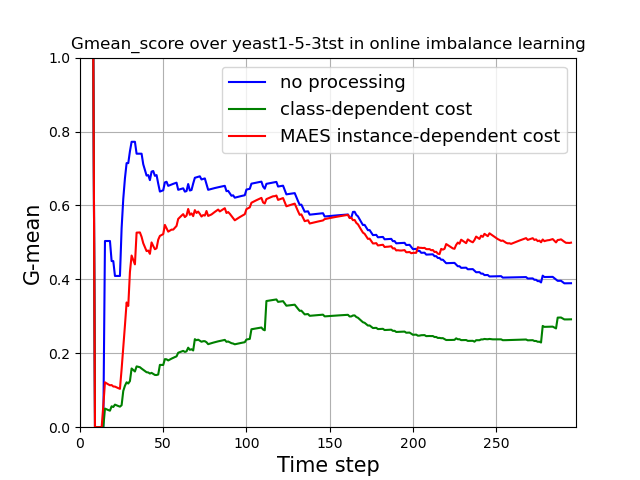 Gmean_score over yeast1-5-3tst in online imbalance learning
1.0
0.8
0.6
0.4
0.2
0.0
G-mean
no processing
class-dependent cost
MAES instance-dependent cost
0 50 100 150 200 250
Time step